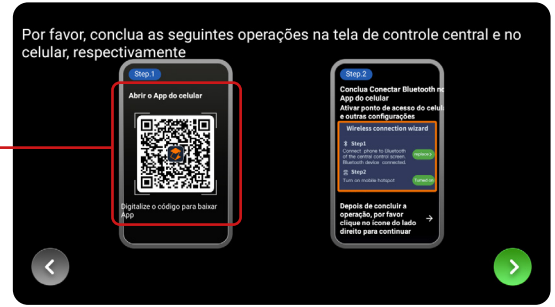 Por favor, conclua as seguintes operações na tela de controle central e no
celular, respectivamente
Step.1
Abrir o App do celular
Digitalize o código para baixar
App
Step.2
Conclua Conectar Bluetooth no
App do celular
Ativar ponto de acesso do celul
e outras configurações
Wireless connection wizard
Step1
Connect phone to Bluetooth
of the central control screen.
Bluetooth device connected.
Step2
Turn on mobile hotspot
Turned on
Depois de concluir a
operação, por favor
clique no ícone do lado
direito para continuar